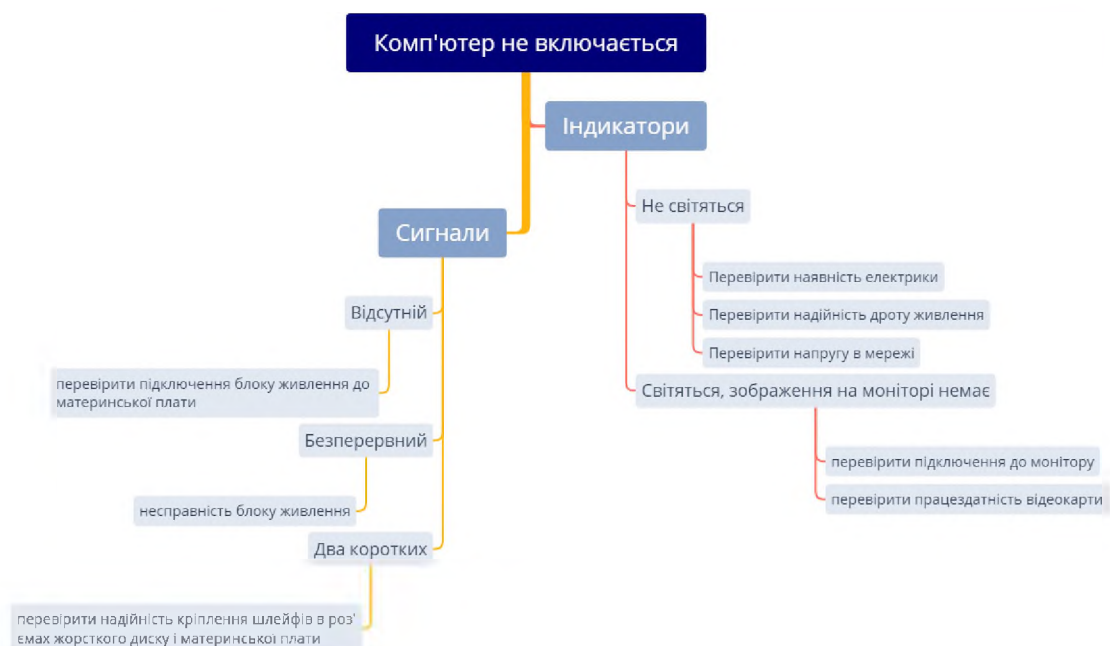 Комп'ютер не включається
Індикатори
Не світяться
Перевірити наявність електрики
Перевірити надійність дроту живлення
Перевірити напругу в мережі
Світяться, зображення на моніторі немає
перевірити підключення до монітору
перевірити працездатність відеокарти
Сигнали
Відсутній
перевірити підключення блоку живлення до
материнської плати
Безперервний
несправність блоку живлення
Два коротких
перевірити надійність кріплення шлейфів в роз'
ємах жорсткого диску і материнської плати